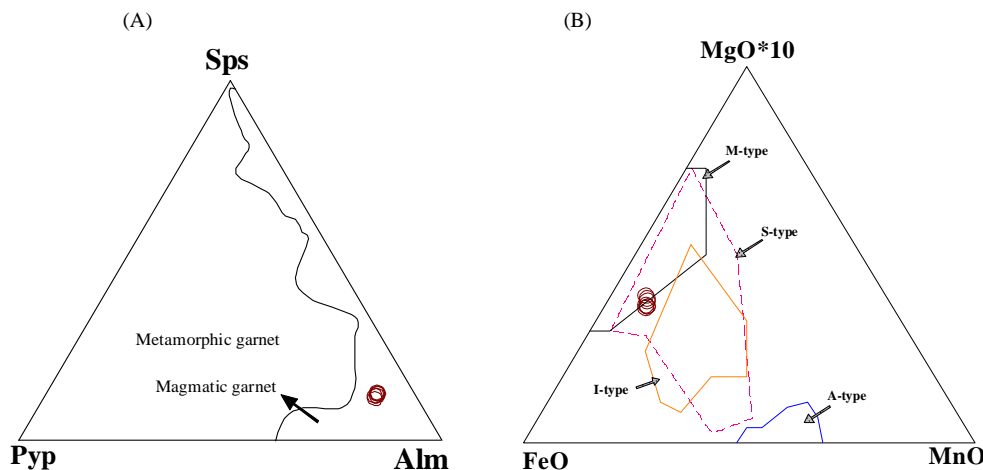 (A)
Sps
Metamorphic garnet
Magmatic garnet
Pyp
Alm
(B)
MgO*10
M-type
S-type
I-type
A-type
FeO
MnO